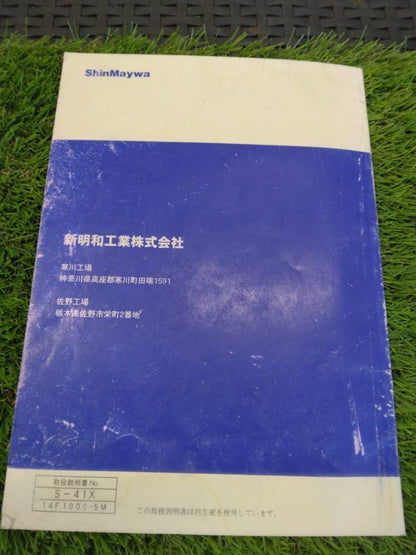 ShinMaywa
新明和工業株式会社
寒川工場
神奈川県高座郡寒川町田端1591
佐野工場
栃木県佐野市栄町2番地
取扱説明書No.
S-41X
14F1000-5M
この取扱説明書は再生紙を使用しています。